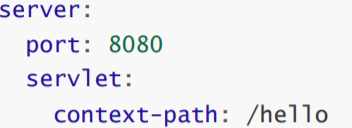 server:
  port: 8080
  servlet:
    context-path: /hello